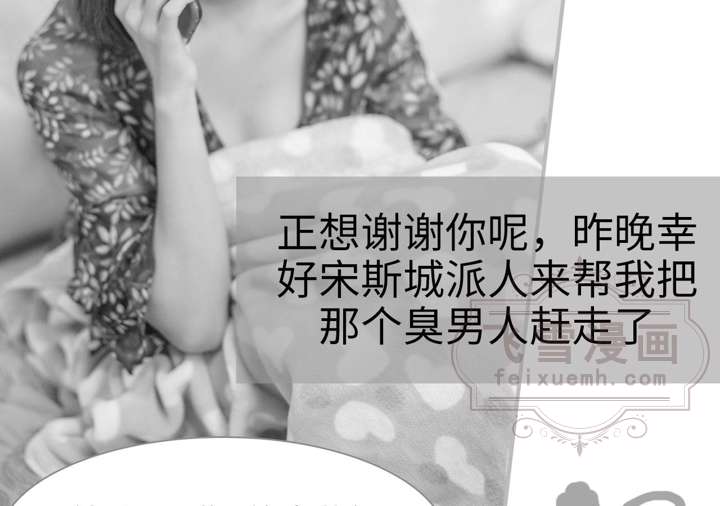 正想谢谢你呢，昨晚幸
好宋斯城派人来帮我把
那个臭男人赶走了
飞雪漫画
feixuemh.com